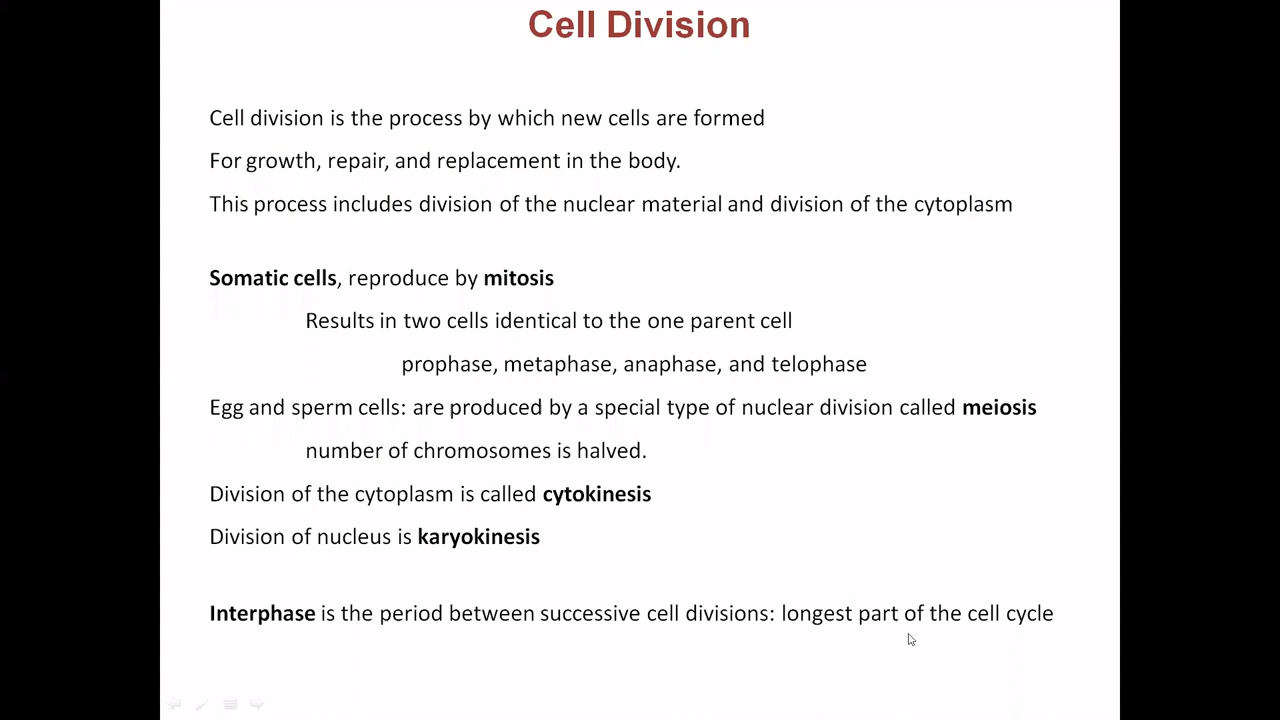 Cell Division
Cell division is the process by which new cells are formed
For growth, repair, and replacement in the body.
This process includes division of the nuclear material and division of the cytoplasm
Somatic cells, reproduce by mitosis
Results in two cells identical to the one parent cell
prophase, metaphase, anaphase, and telophase
Egg and sperm cells: are produced by a special type of nuclear division called meiosis
number of chromosomes is halved.
Division of the cytoplasm is called cytokinesis
Division of nucleus is karyokinesis
Interphase is the period between successive cell divisions: longest part of the cell cycle